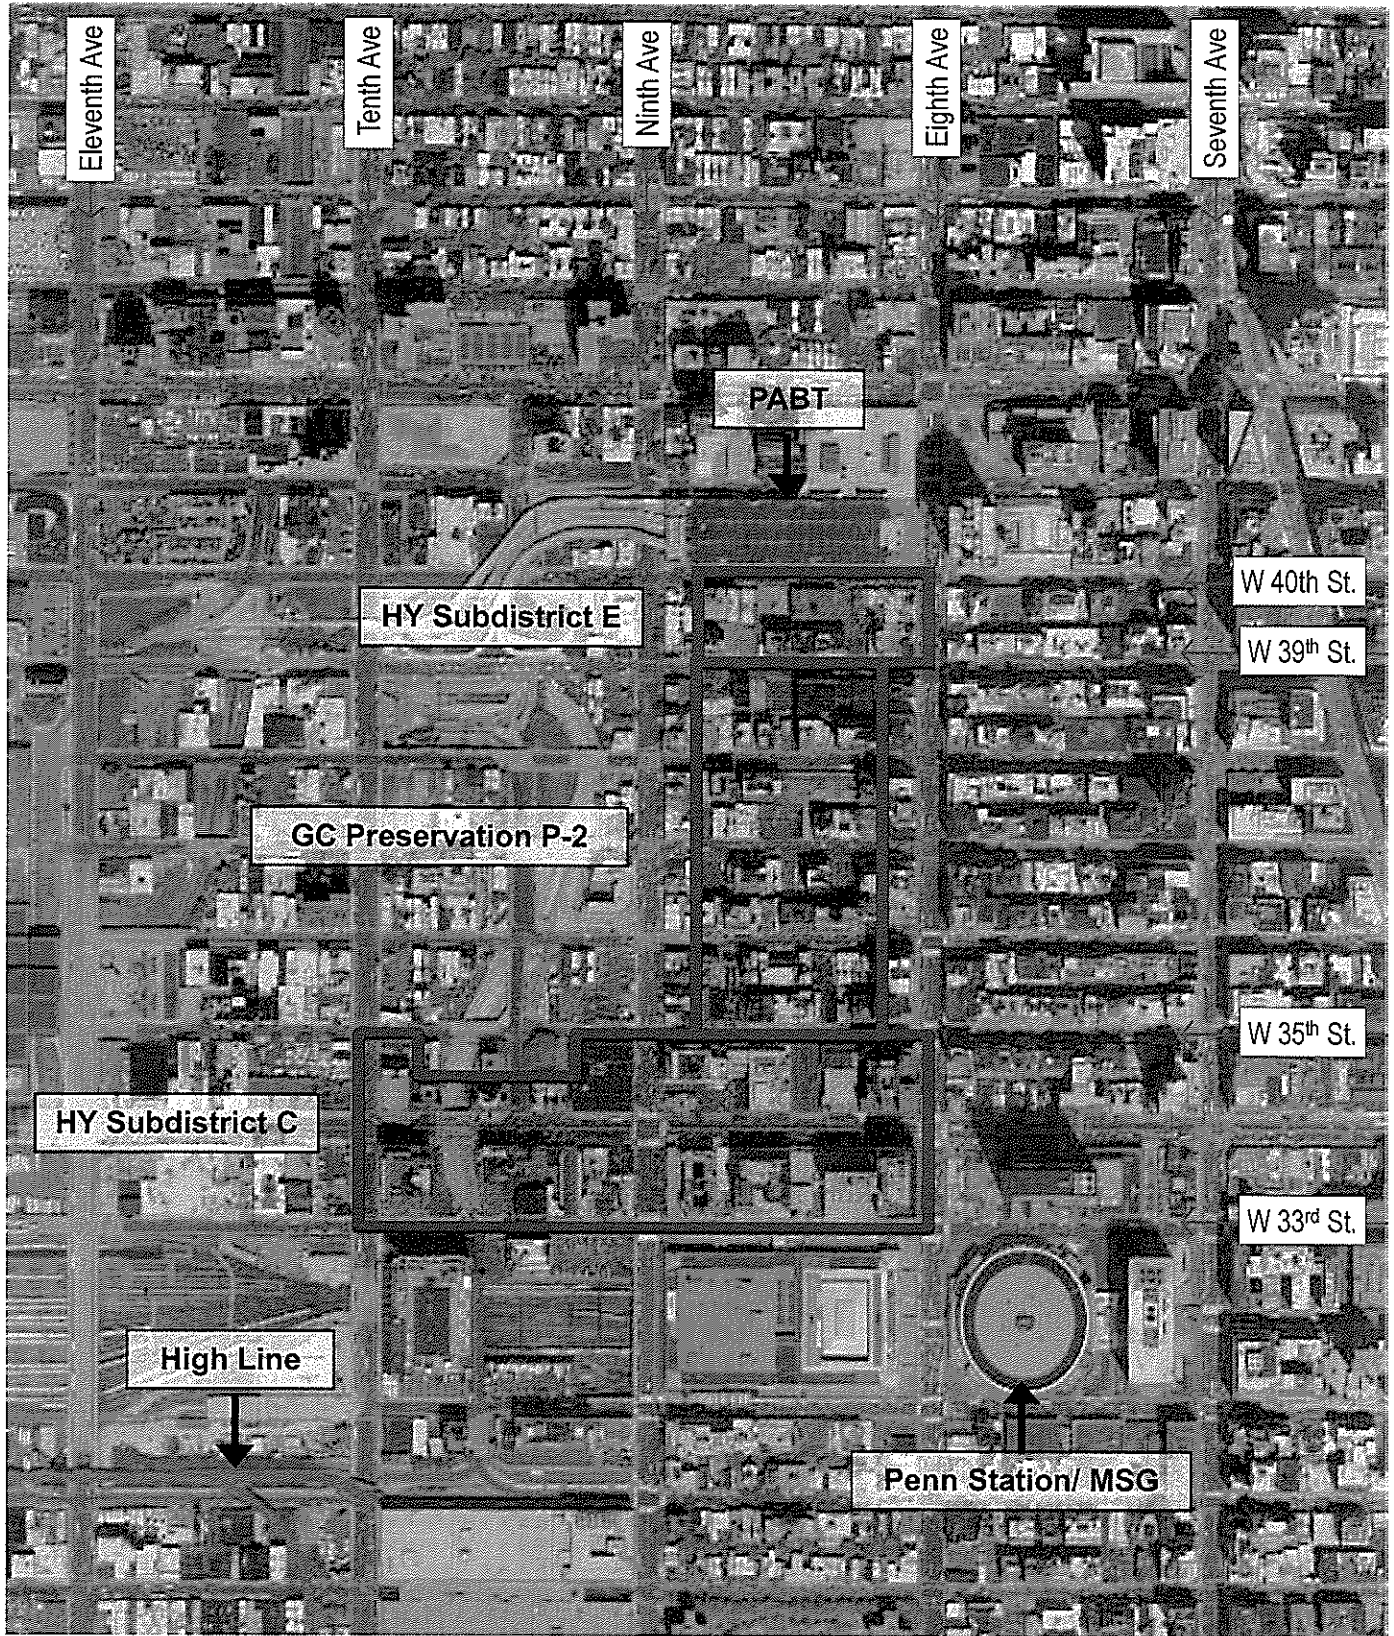 Eleventh Ave
Tenth Ave
Ninth Ave
Eighth Ave
Seventh Ave
PABT
W 40th St.
HY Subdistrict E
W 39th St.
GC Preservation P-2
W 35th St.
HY Subdistrict C
W 33rd St.
High Line
Penn Station/ MSG